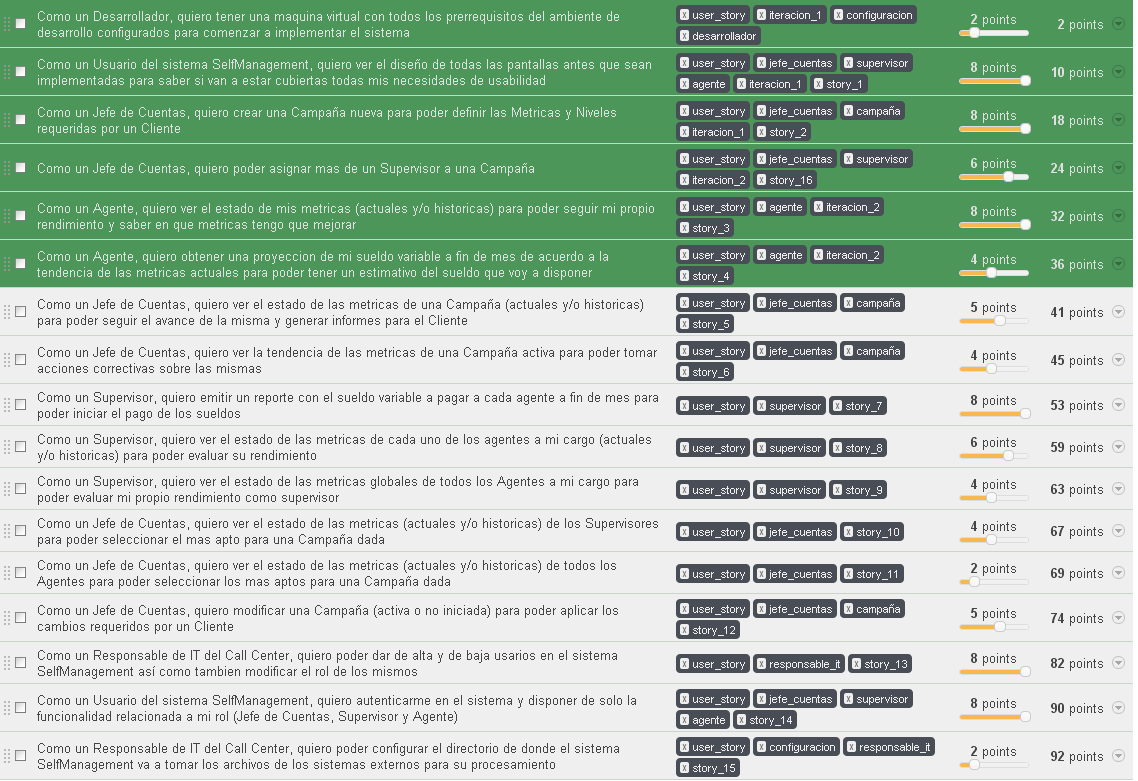 Como un Desarrollador, quiero tener una maquina virtual con todos los prerrequisitos del ambiente de
desarrollo configurados para comenzar a implementar el sistema
x user_story x iteracion_1 x configuracion
x desarrollador
2 points
2 points
Como un Usuario del sistema SelfManagement, quiero ver el diseño de todas las pantallas antes que sean
implementadas para saber si van a estar cubiertas todas mis necesidades de usabilidad
x user_story x jefe_cuentas x supervisor
x agente x iteracion_1 x story_1
8 points
10 points
Como un Jefe de Cuentas, quiero crear una Campaña nueva para poder definir las Metricas y Niveles
requeridas por un Cliente
x user_story x jefe_cuentas x campaña
x iteracion_1 x story_2
8 points
18 points
Como un Jefe de Cuentas, quiero poder asignar mas de un Supervisor a una Campaña
x user_story x jefe_cuentas x supervisor
x iteracion_2 x story_16
6 points
24 points
Como un Agente, quiero ver el estado de mis metricas (actuales y/o historicas) para poder seguir mi propio
rendimiento y saber en que metricas tengo que mejorar
x user_story x agente x iteracion_2
x story_3
8 points
32 points
Como un Agente, quiero obtener una proyeccion de mi sueldo variable a fin de mes de acuerdo a la
tendencia de las metricas actuales para poder tener un estimativo del sueldo que voy a disponer
x user_story x agente x iteracion_2
x story_4
4 points
36 points
Como un Jefe de Cuentas, quiero ver el estado de las metricas de una Campaña (actuales y/o historicas)
para poder seguir el avance de la misma y generar informes para el Cliente
x user_story x jefe_cuentas x campaña
x story_5
5 points
41 points
Como un Jefe de Cuentas, quiero ver la tendencia de las metricas de una Campaña activa para poder tomar
acciones correctivas sobre las mismas
x user_story x jefe_cuentas x campaña
x story_6
4 points
45 points
Como un Supervisor, quiero emitir un reporte con el sueldo variable a pagar a cada agente a fin de mes para
poder iniciar el pago de los sueldos
x user_story x supervisor x story_7
8 points
53 points
Como un Supervisor, quiero ver el estado de las metricas de cada uno de los agentes a mi cargo (actuales
y/o historicas) para poder evaluar su rendimiento
x user_story x supervisor x story_8
6 points
59 points
Como un Supervisor, quiero ver el estado de las metricas globales de todos los Agentes a mi cargo para
poder evaluar mi propio rendimiento como supervisor
x user_story x supervisor x story_9
4 points
63 points
Como un Jefe de Cuentas, quiero ver el estado de las metricas (actuales y/o historicas) de los Supervisores
para poder seleccionar el mas apto para una Campaña dada
x user_story x jefe_cuentas x story_10
4 points
67 points
Como un Jefe de Cuentas, quiero ver el estado de las metricas (actuales y/o historicas) de todos los
Agentes para poder selecciniar los mas aptos para una Campaña dada
x user_story x jefe_cuentas x story_11
2 points
69 points
Como un Jefe de Cuentas, quiero modificar una Campaña (activa o no iniciada) para poder aplicar los
cambios requeridos por un Cliente
x user_story x jefe_cuentas x campaña
x story_12
5 points
74 points
Como un Responsable de IT del Call Center, quiero poder dar de alta y de baja usarios en el sistema
SelfManagement así como tambien modificar el rol de los mismos
x user_story x responsable_it x story_13
8 points
82 points
Como un Usuario del sistema SelfManagement, quiero autenticarme en el sistema y disponer de solo la
funcionalidad relacionada a mi rol (Jefe de Cuentas, Supervisor y Agente)
x user_story x jefe_cuentas x supervisor
x agente x story_14
8 points
90 points
Como un Responsable de IT del Call Center, quiero poder configurar el directorio de donde el sistema
SelfManagement va a tomar los archivos de los sistemas externos para su procesamiento
x user_story x configuracion x responsable_it
x story_15
2 points
92 points